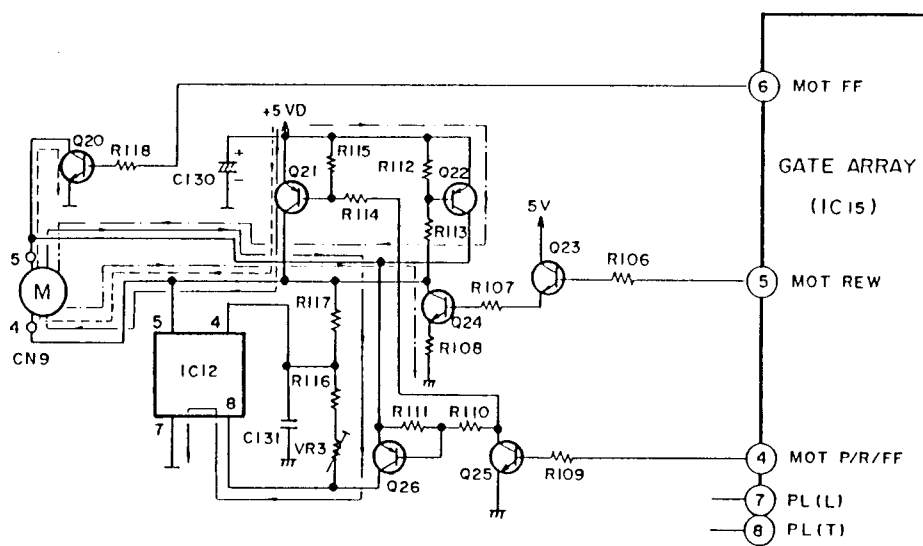 6 MOT FF
+5VD
Q20
R118
C130
+
−
Q21
R115
R112
Q22
R114
R113
GATE ARRAY
(IC15)
5V
Q23
R106
5 MOT REW
5
M
4
CN9
R107
Q24
R108
R117
5 4
IC12
8
7
R116
C131
VR3
R111
R110
Q26
Q25
R109
4 MOT P/R/FF
7 PL(L)
8 PL(T)